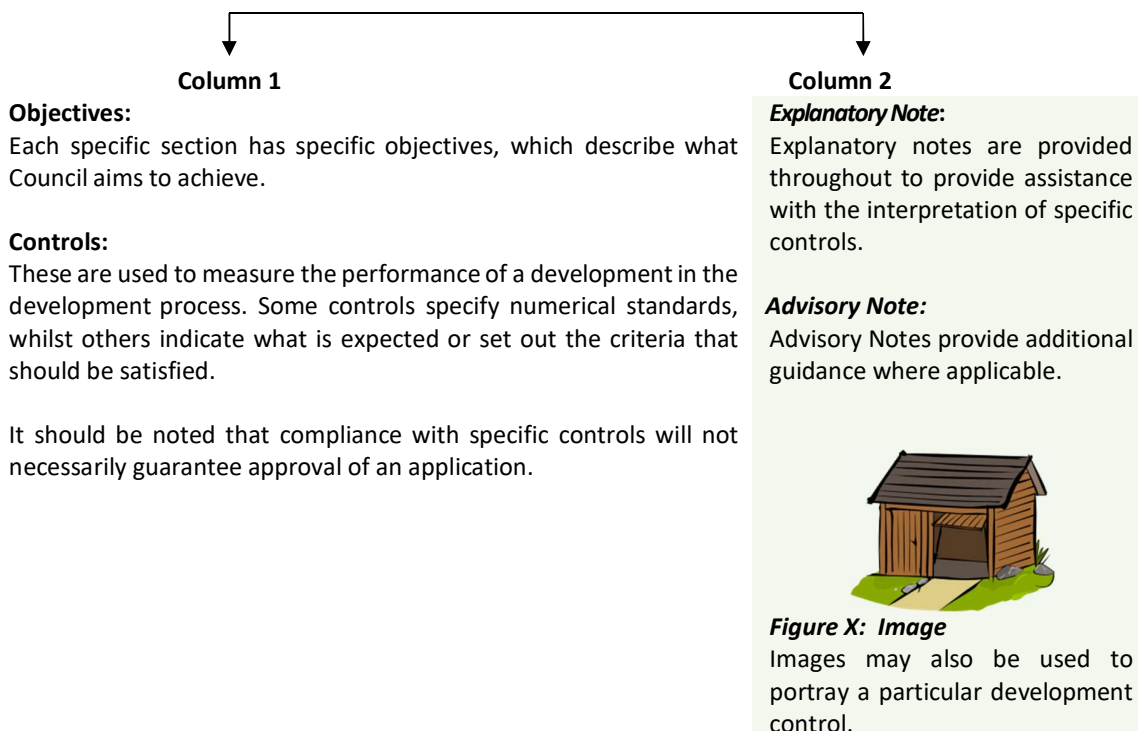 Column 1
Objectives:
Each specific section has specific objectives, which describe what
Council aims to achieve.
Controls:
These are used to measure the performance of a development in the
development process. Some controls specify numerical standards,
whilst others indicate what is expected or set out the criteria that
should be satisfied.
It should be noted that compliance with specific controls will not
necessarily guarantee approval of an application.
Column 2
Explanatory Note:
Explanatory notes are provided
throughout to provide assistance
with the interpretation of specific
controls.
Advisory Note:
Advisory Notes provide additional
guidance where applicable.
Figure X: Image
Images may also be used to
portray a particular development
control.